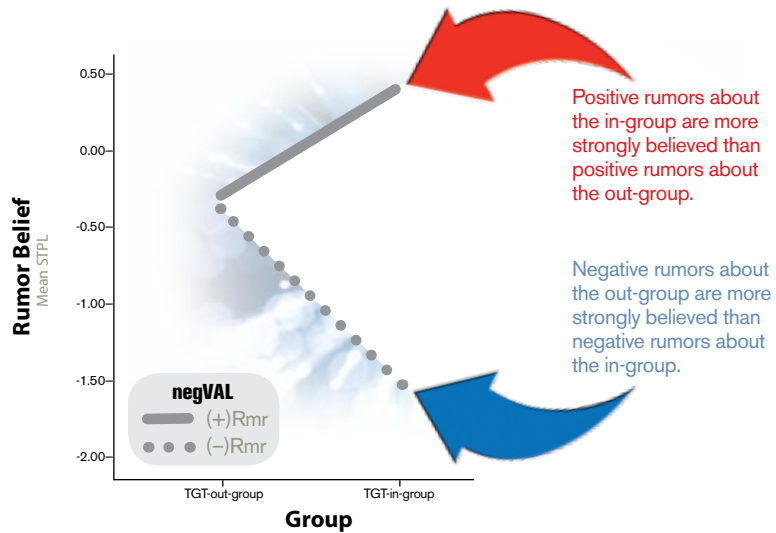 0.50
0.00
-0.50
-1.00
-1.50
-2.00
Rumor Belief
Mean STPL
negVAL
(+)Rmr
(−)Rmr
TGT-out-group
TGT-in-group
Group
Positive rumors about
the in-group are more
strongly believed than
positive rumors about
the out-group.
Negative rumors about
the out-group are more
strongly believed than
negative rumors about
the in-group.